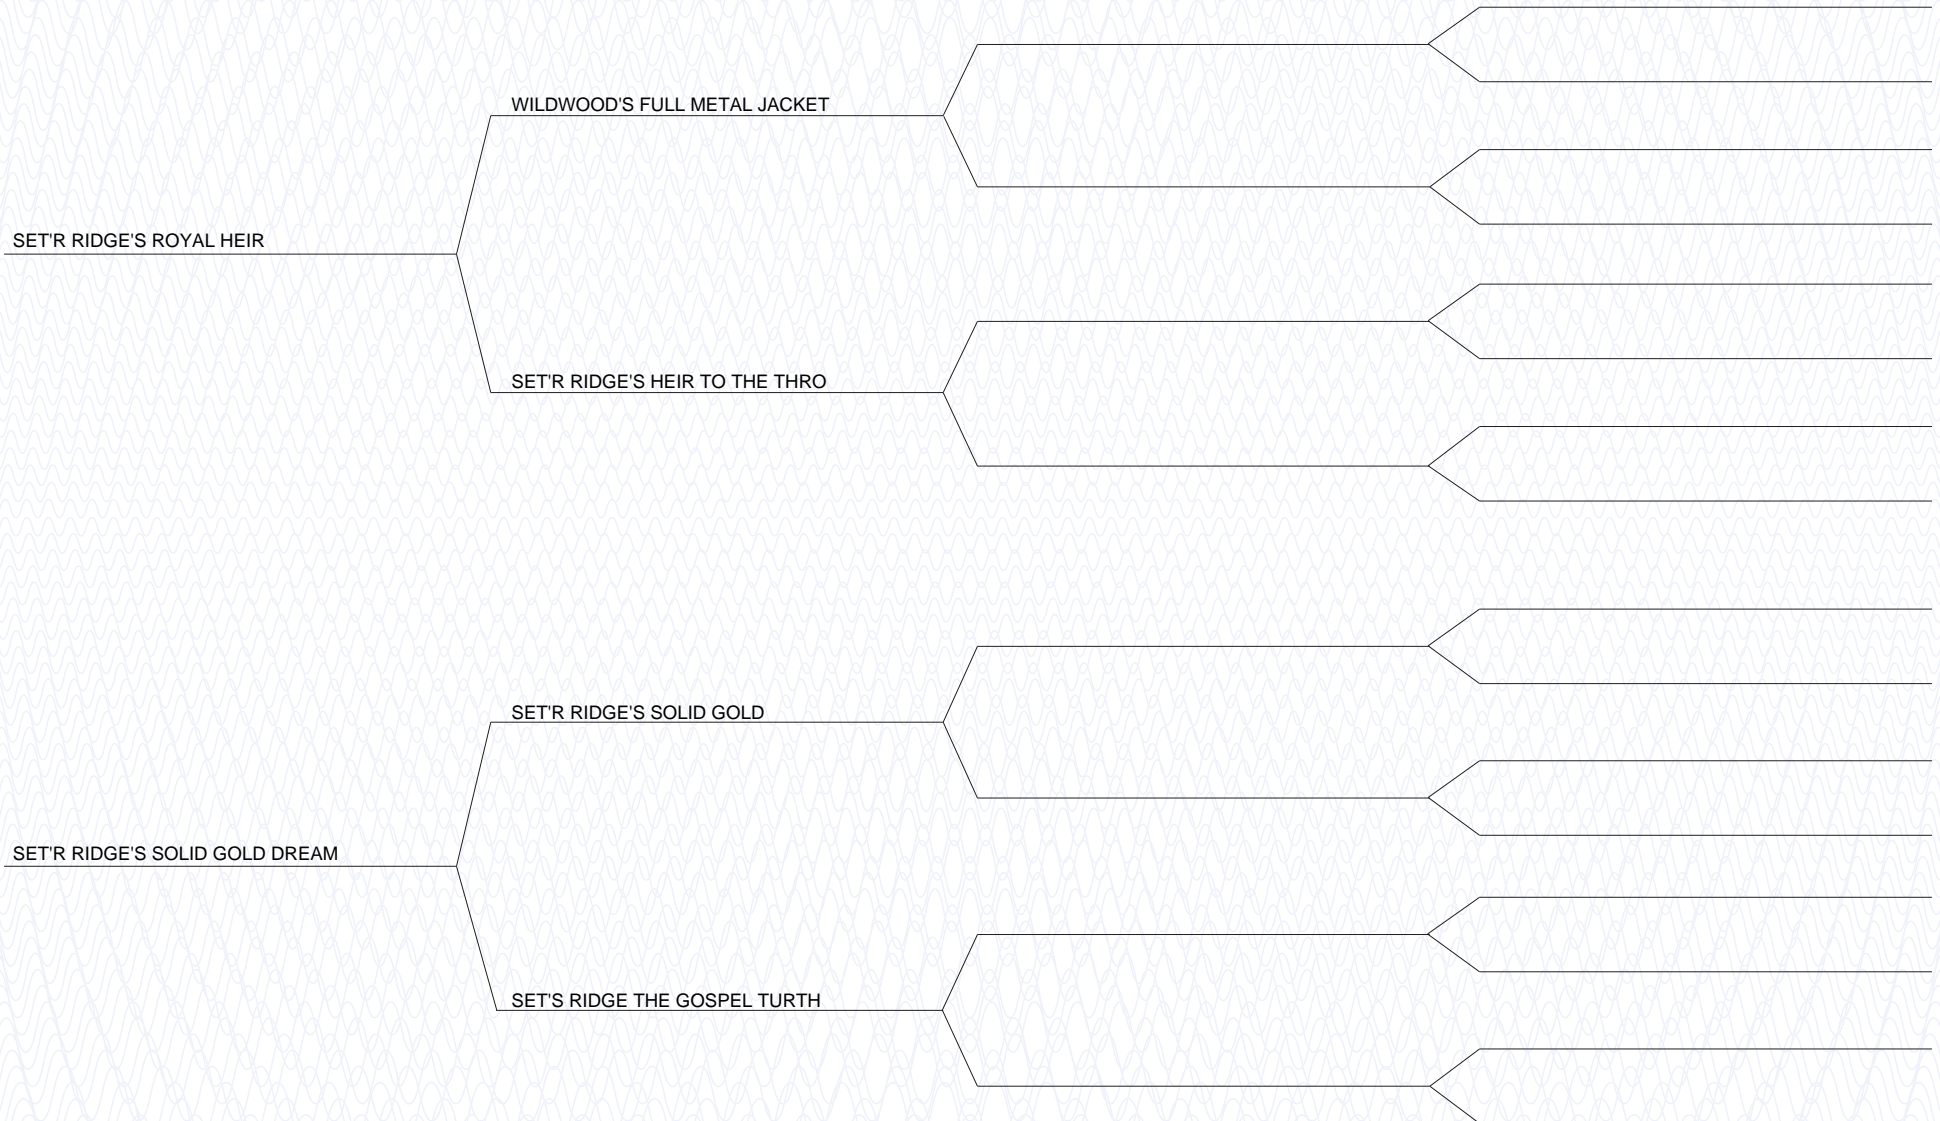 WILDWOOD'S FULL METAL JACKET
SET'R RIDGE'S ROYAL HEIR
SET'R RIDGE'S HEIR TO THE THRO
SET'R RIDGE'S SOLID GOLD
SET'R RIDGE'S SOLID GOLD DREAM
SET'S RIDGE THE GOSPEL TURTH